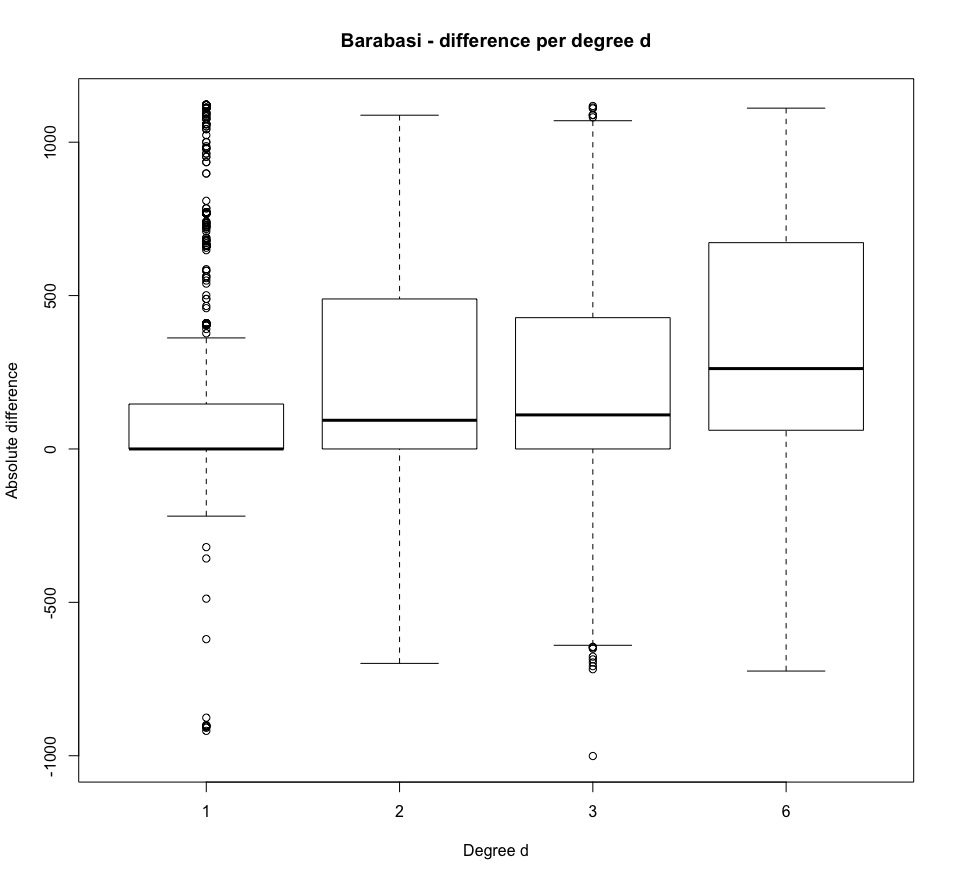 Barabasi - difference per degree d
Absolute difference
1000
500
0
-500
-1000
1 2 3 6
Degree d